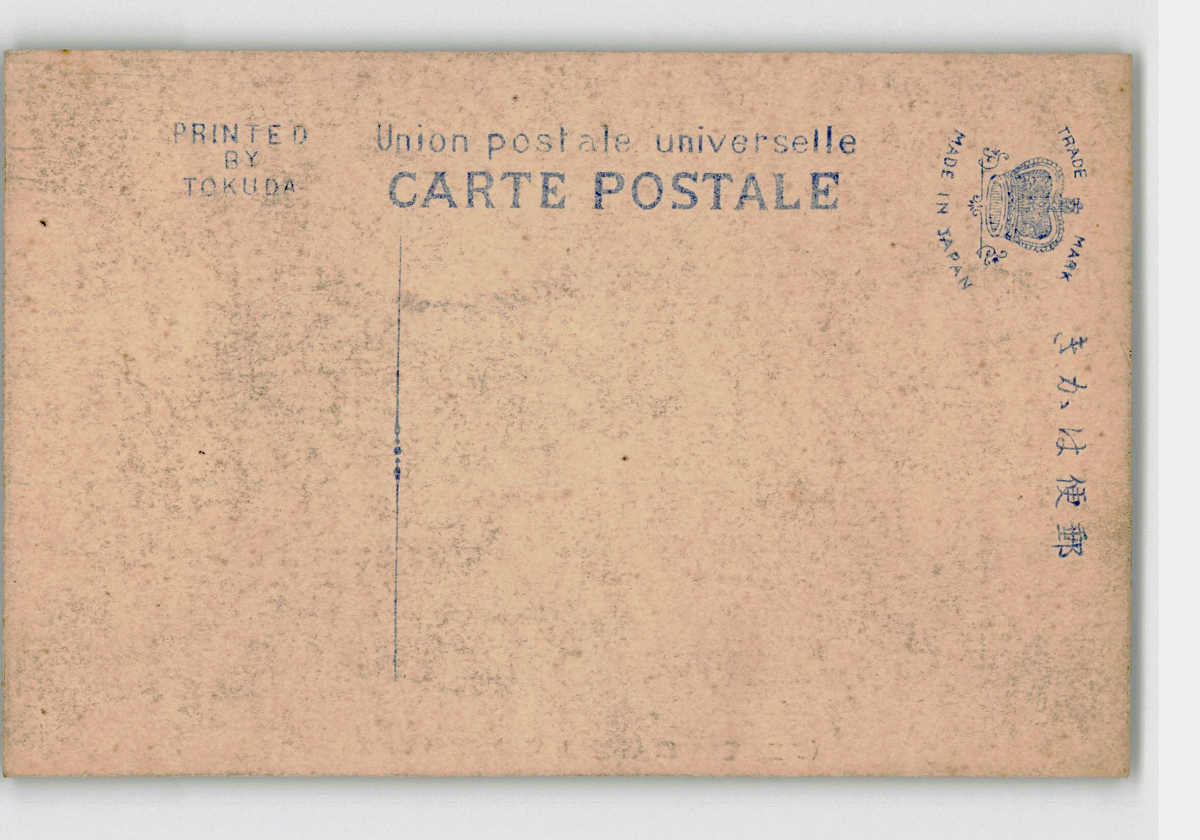 PRINTED
BY
TOKUDA
Union postale universelle
CARTE POSTALE
TRADE MARK
MADE IN JAPAN
郵便はかき